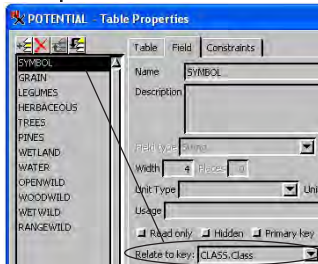 POTENTIAL - Table Properties
Table Field Constraints
SYMBOL
GRAIN
LEGUMES
HERBACEOUS
TREES
PINES
WETLAND
WATER
OPENWILD
WOODWILD
WETWILD
RANGEWILD
Name SYMBOL
Description
Field type String
Width 4 Places 0
Unit Type Uni
Usage
Read only Hidden Primary key
Relate to key: CLASS.Class